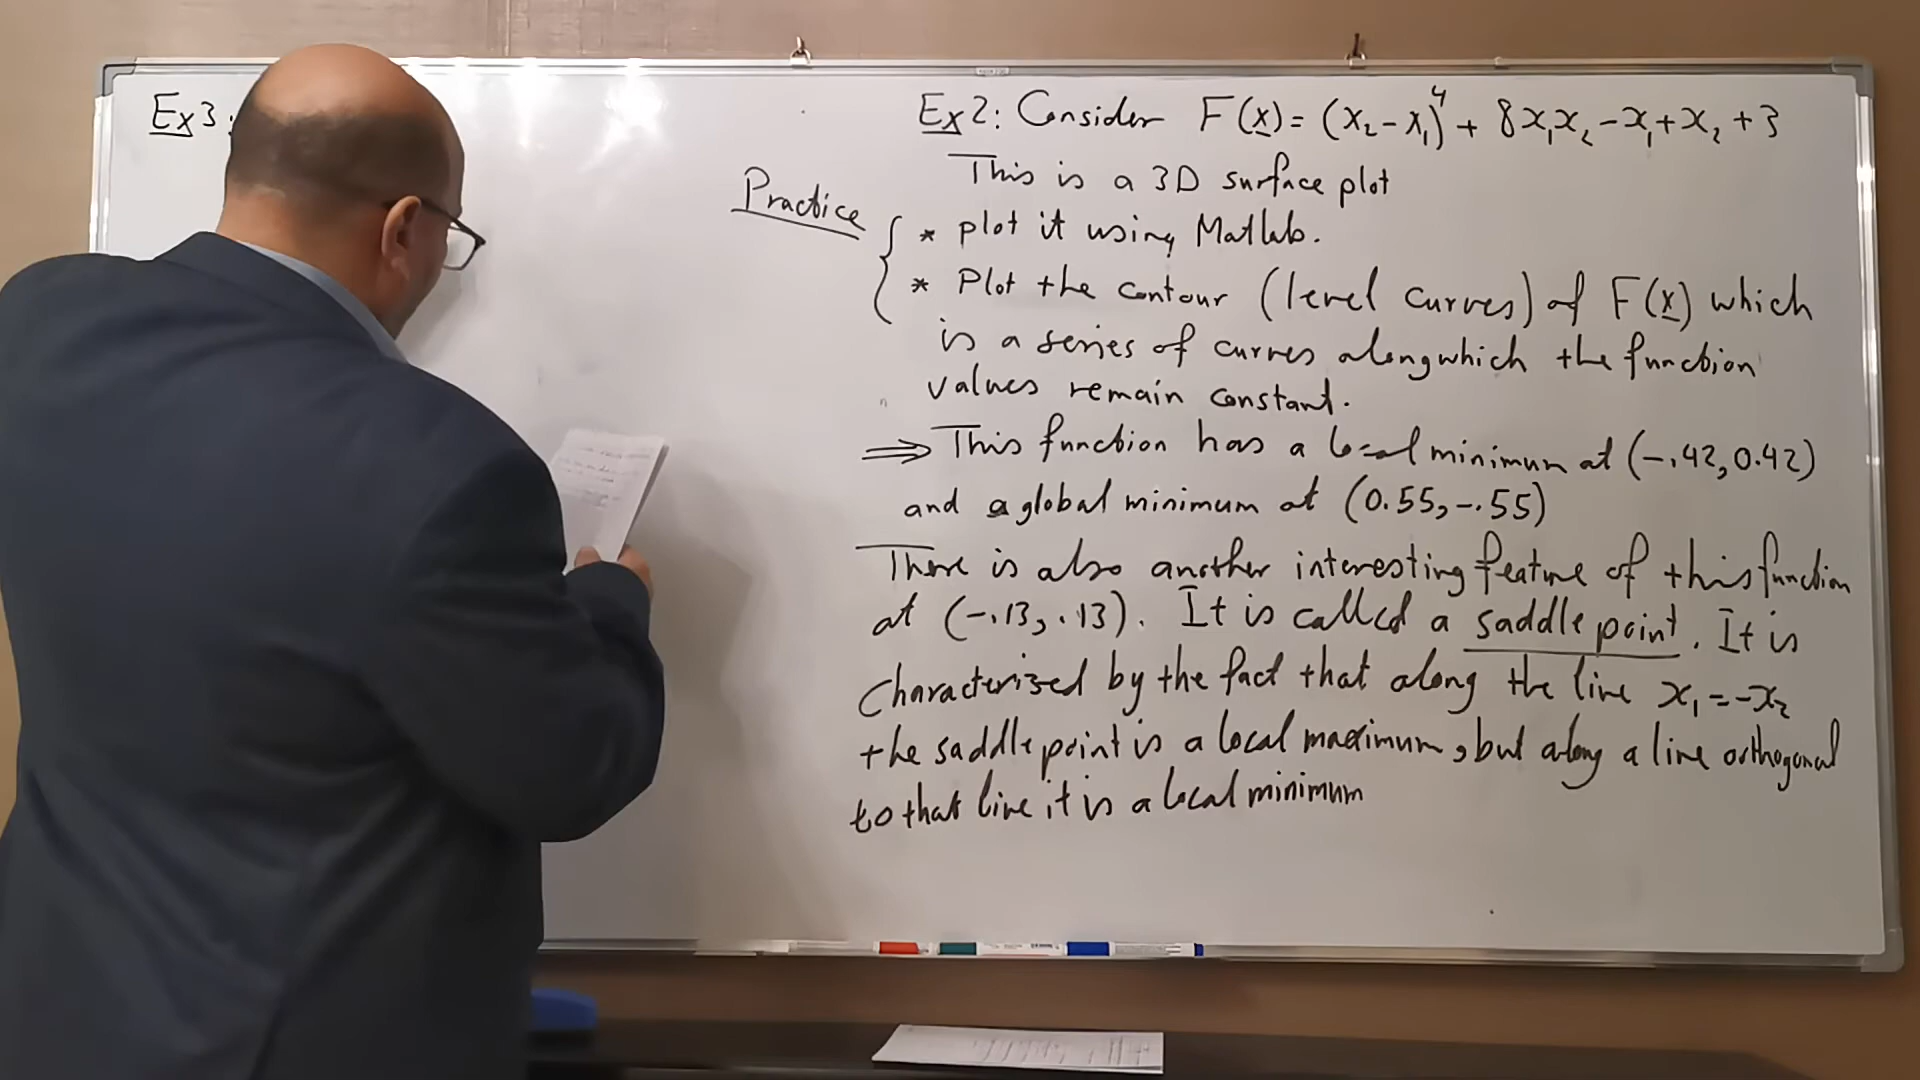 Ex3:
Ex2: Consider F(x) = (x₂ - x₁)⁴ + 8x₁x₂ - x₁ + x₂ + 3
This is a 3D surface plot
Practice
* plot it using Matlab.
* Plot the contour (level curves) of F(x) which
is a series of curves along which the function
values remain constant.
⇒ This function has a local minimum at (-.42, 0.42)
and a global minimum at (0.55, -.55)
There is also another interesting feature of this function
at (-.13, .13). It is called a saddle point. It is
Characterized by the fact that along the line x₁ = -x₂
the saddle point is a local maximum, but along a line orthogonal
to that line it is a local minimum